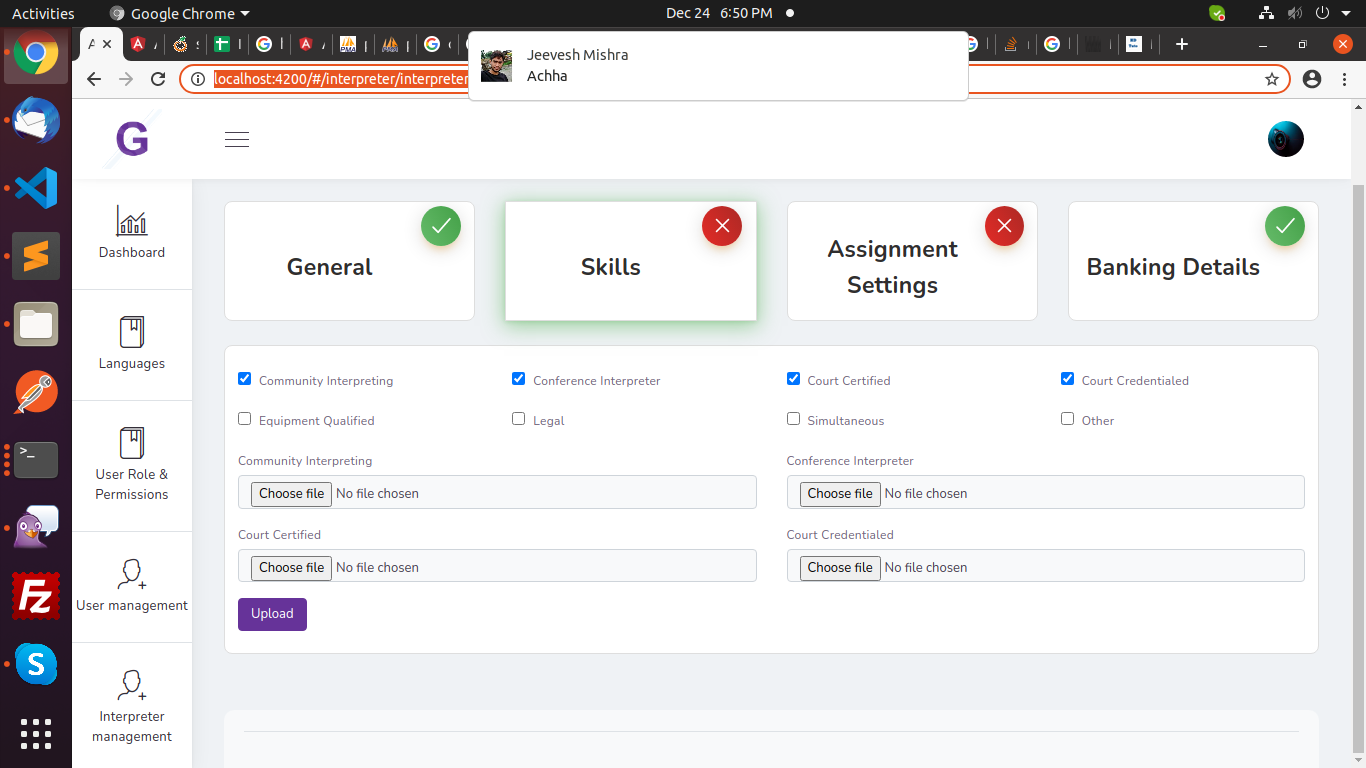 Activities
Google Chrome
Dec 24 6:50 PM
Jeevesh Mishra
Achha
localhost:4200/#/interpreter/interpreter
G
Dashboard
Languages
User Role &
Permissions
User management
Interpreter
management
General
Skills
Assignment
Settings
Banking Details
Community Interpreting
Conference Interpreter
Court Certified
Court Credentialed
Equipment Qualified
Legal
Simultaneous
Other
Community Interpreting
Conference Interpreter
Choose file No file chosen
Choose file No file chosen
Court Certified
Court Credentialed
Choose file No file chosen
Choose file No file chosen
Upload